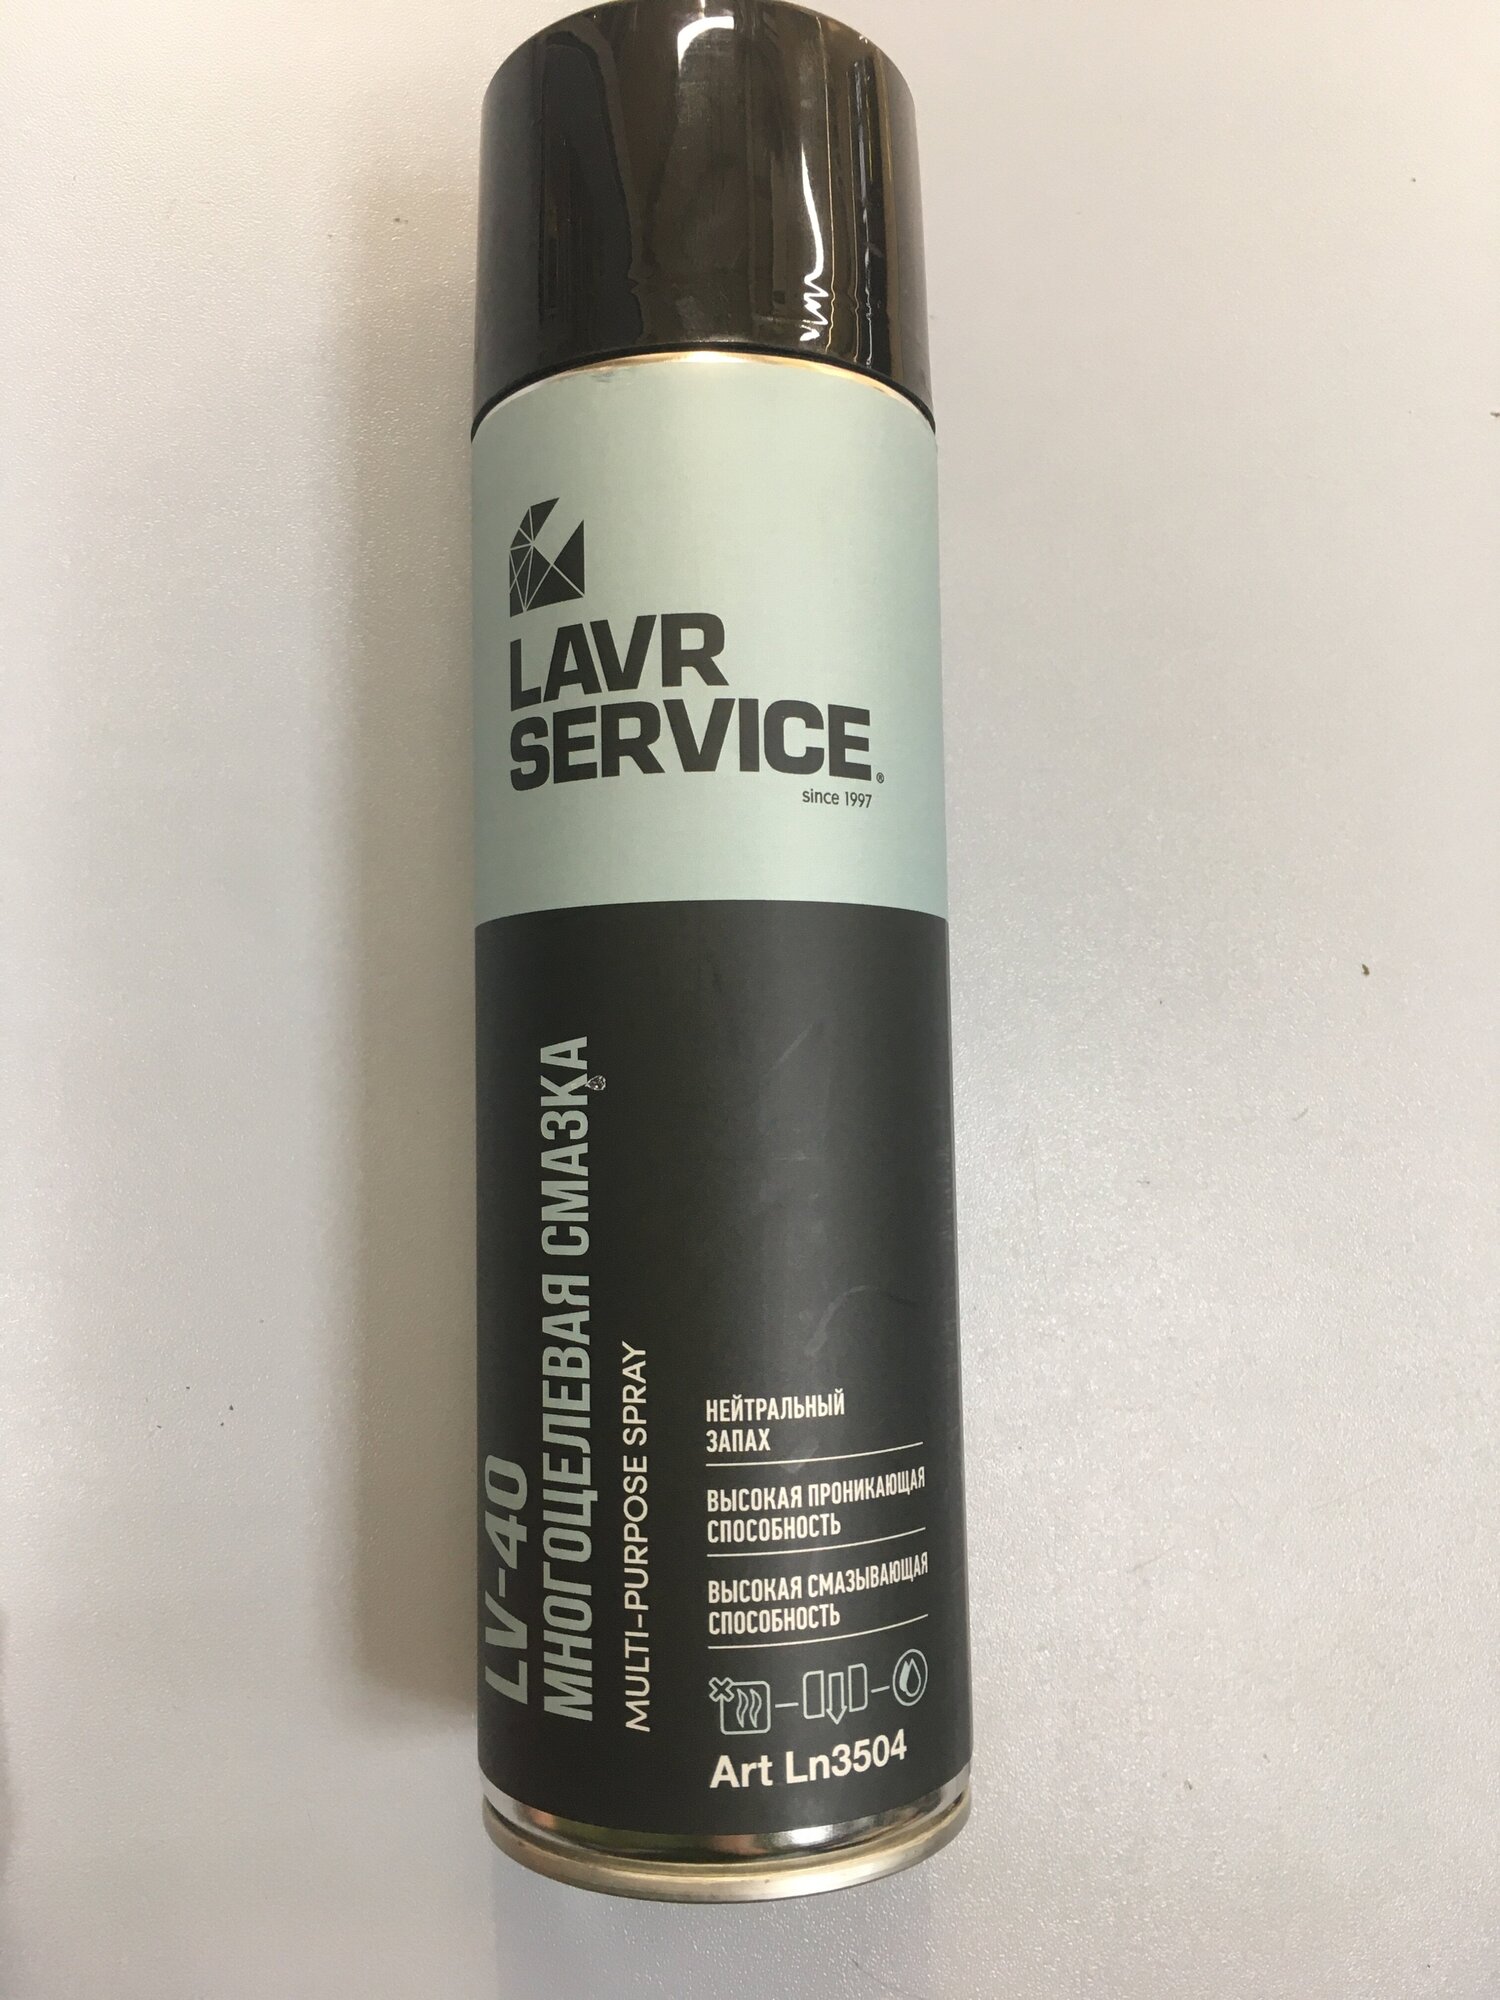 LAVR
SERVICE®
since 1997
LV-40
МНОГОЦЕЛЕВАЯ СМАЗКА
MULTI-PURPOSE SPRAY
НЕЙТРАЛЬНЫЙ
ЗАПАХ
ВЫСОКАЯ ПРОНИКАЮЩАЯ
СПОСОБНОСТЬ
ВЫСОКАЯ СМАЗЫВАЮЩАЯ
СПОСОБНОСТЬ
Art Ln3504